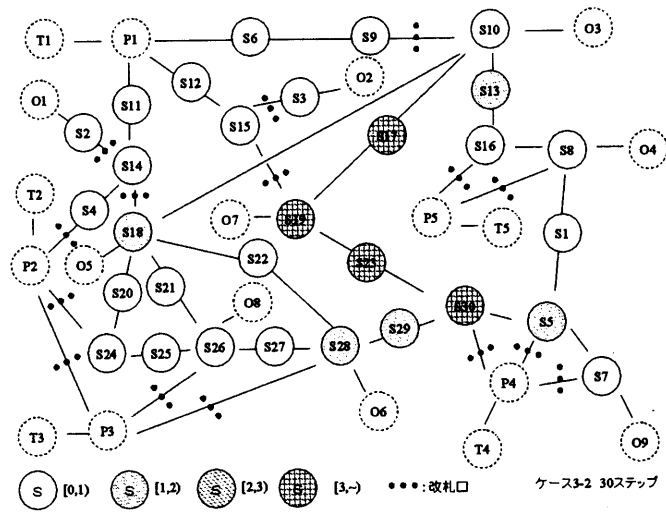 T1
P1
S6
S9
S10
O3
O1
S12
O2
S11
S3
S13
S2
S15
S17
S14
S16
S8
O4
T2
S4
O7
P5
T5
S18
S1
P2
O5
S22
S20
S21
O8
S29
S5
S24
S25
S26
S27
S28
P4
S7
T3
P3
O6
T4
O9
S [0,1)
S [1,2)
S [2,3)
S [3,~)
:改札口
ケース3-2 30ステップ